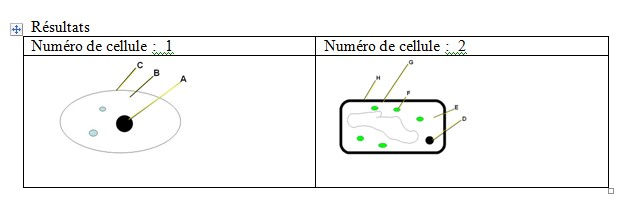 Résultats
Numéro de cellule : 1
Numéro de cellule : 2
C
B
A
G
H
F
E
D